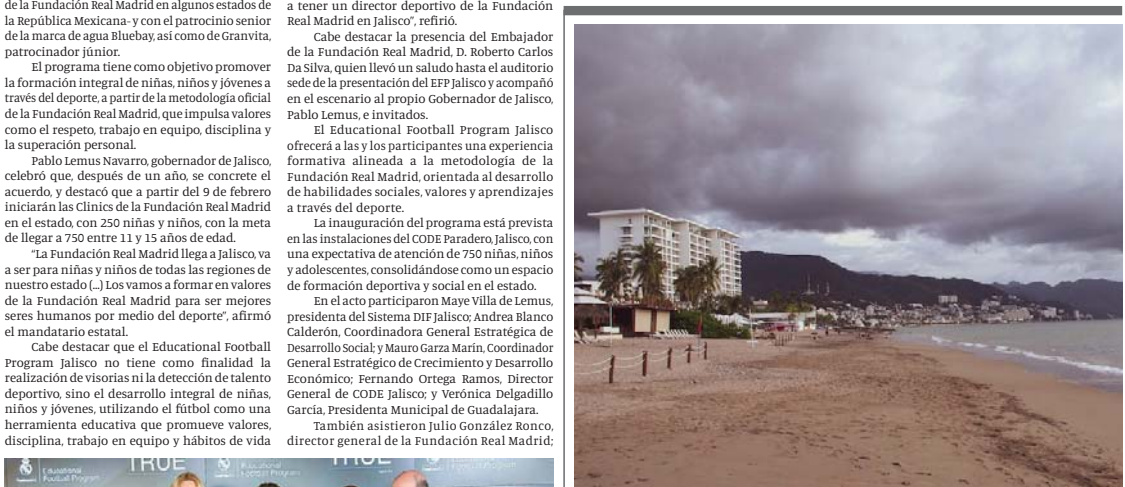 de la Fundación Real Madrid en algunos estados de
la República Mexicana- y con el patrocinio senior
de la marca de agua Bluebay, así como de Granvita,
patrocinador júnior.
El programa tiene como objetivo promover
la formación integral de niñas, niños y jóvenes a
través del deporte, a partir de la metodología oficial
de la Fundación Real Madrid, que impulsa valores
como el respeto, trabajo en equipo, disciplina y
la superación personal.
Pablo Lemus Navarro, gobernador de Jalisco,
celebró que, después de un año, se concrete el
acuerdo, y destacó que a partir del 9 de febrero
iniciarán las Clinics de la Fundación Real Madrid
en el estado, con 250 niñas y niños, con la meta
de llegar a 750 entre 11 y 15 años de edad.
“La Fundación Real Madrid llega a Jalisco, va
a ser para niñas y niños de todas las regiones de
nuestro estado (...) Los vamos a formar en valores
de la Fundación Real Madrid para ser mejores
seres humanos por medio del deporte”, afirmó
el mandatario estatal.
Cabe destacar que el Educational Football
Program Jalisco no tiene como finalidad la
realización de visorias ni la detección de talento
deportivo, sino el desarrollo integral de niñas,
niños y jóvenes, utilizando el fútbol como una
herramienta educativa que promueve valores,
disciplina, trabajo en equipo y hábitos de vida
a tener un director deportivo de la Fundación
Real Madrid en Jalisco”, refirió.
Cabe destacar la presencia del Embajador
de la Fundación Real Madrid, D. Roberto Carlos
Da Silva, quien llevó un saludo hasta el auditorio
sede de la presentación del EFP Jalisco y acompañó
en el escenario al propio Gobernador de Jalisco,
Pablo Lemus, e invitados.
El Educational Football Program Jalisco
ofrecerá a las y los participantes una experiencia
formativa alineada a la metodología de la
Fundación Real Madrid, orientada al desarrollo
de habilidades sociales, valores y aprendizajes
a través del deporte.
La inauguración del programa está prevista
en las instalaciones del CODE Paradero, Jalisco, con
una expectativa de atención de 750 niñas, niños
y adolescentes, consolidándose como un espacio
de formación deportiva y social en el estado.
En el acto participaron Maye Villa de Lemus,
presidenta del Sistema DIF Jalisco; Andrea Blanco
Calderón, Coordinadora General Estratégica de
Desarrollo Social; y Mauro Garza Marín, Coordinador
General Estratégico de Crecimiento y Desarrollo
Económico; Fernando Ortega Ramos, Director
General de CODE Jalisco; y Verónica Delgadillo
García, Presidenta Municipal de Guadalajara.
También asistieron Julio González Ronco,
director general de la Fundación Real Madrid;
Educational
Football Program
TRUE
Educational
Football Program
TRUE